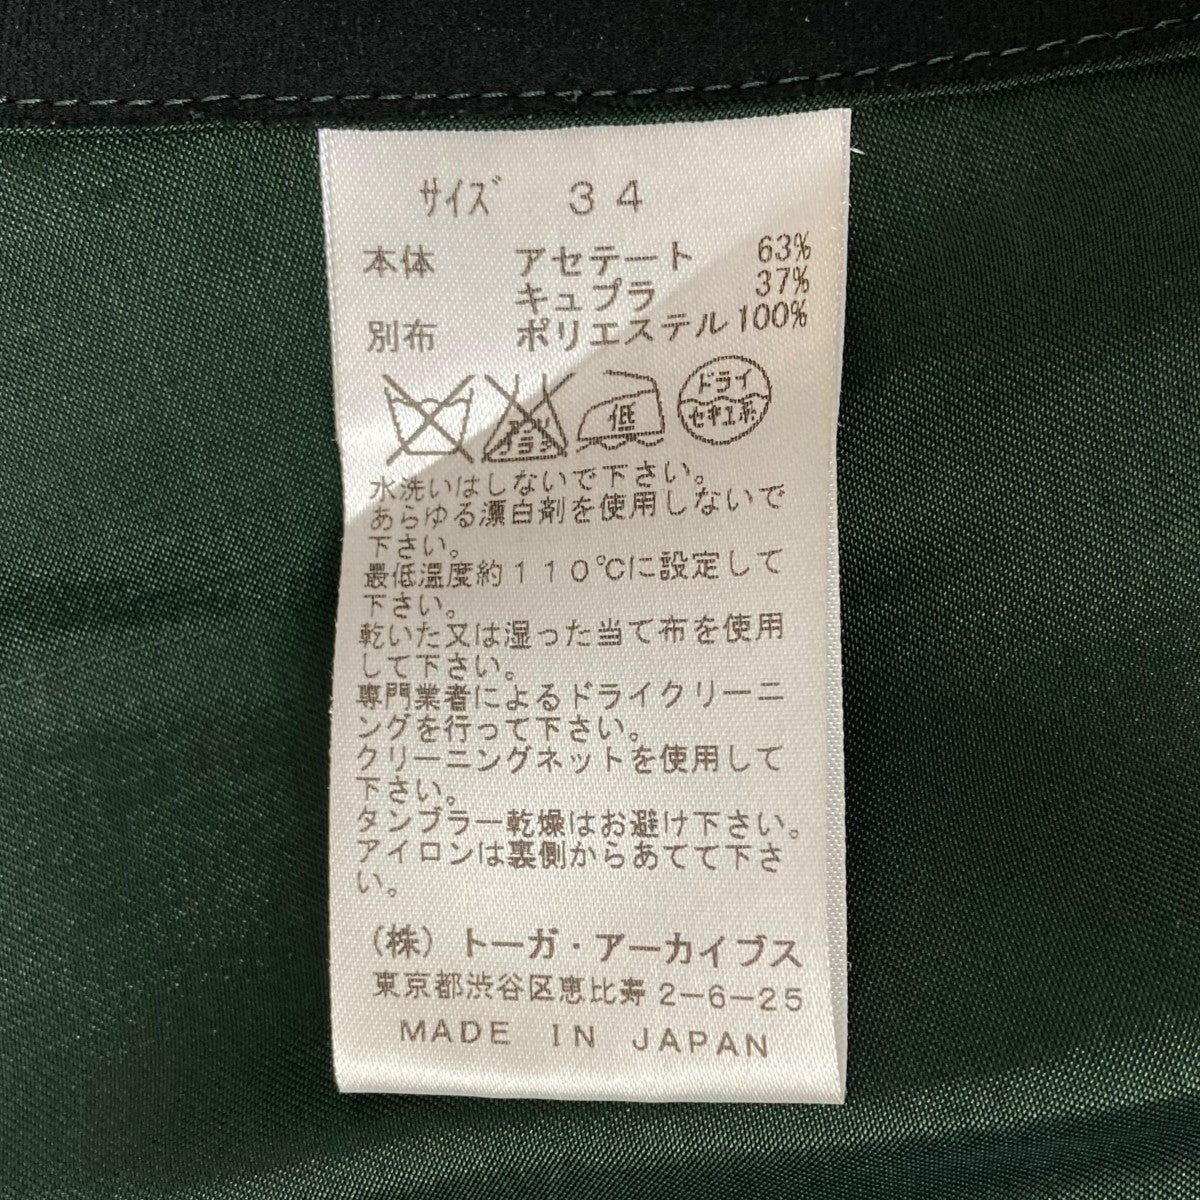 サイズ 34
本体 アセテート 63%
キュプラ 37%
別布 ポリエステル 100%
エンソ サラシ 低 ドライ
セキユ系
水洗いはしないで下さい。
あらゆる漂白剤を使用しないで
下さい。
最低温度約110℃に設定して
下さい。
乾いた又は湿った当て布を使用
して下さい。
専門業者によるドライクリーニ
ングを行って下さい。
クリーニングネットを使用して
下さい。
タンブラー乾燥はお避け下さい。
アイロンは裏側からあてて下さ
い。
(株)トーガ・アーカイブス
東京都渋谷区恵比寿2-6-25
MADE IN JAPAN